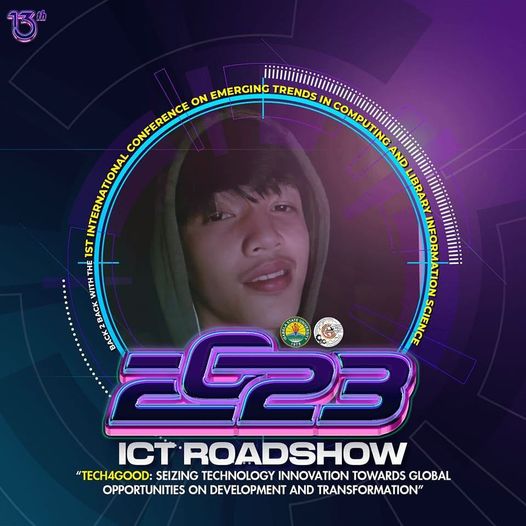 13th
BACK 2 BACK WITH THE 1ST INTERNATIONAL CONFERENCE ON EMERGING TRENDS IN COMPUTING AND LIBRARY INFORMATION SCIENCE
2G23
ICT ROADSHOW
“TECH4GOOD: SEIZING TECHNOLOGY INNOVATION TOWARDS GLOBAL
OPPORTUNITIES ON DEVELOPMENT AND TRANSFORMATION”